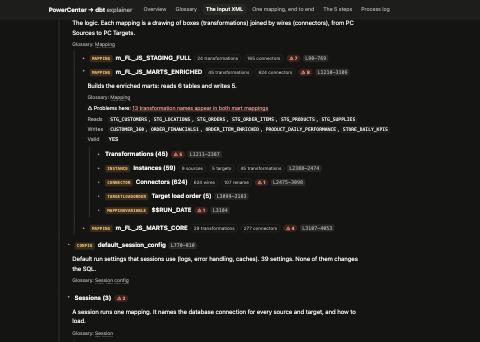 PowerCenter → dbt explainer
Overview
Glossary
The input XML
One mapping, end to end
The 5 steps
Process log
The logic. Each mapping is a drawing of boxes (transformations) joined by wires (connectors), from PC
Sources to PC Targets.
Glossary: Mapping
MAPPING m_FL_JS_STAGING_FULL 24 transformations 165 connectors ▲ 7 L90–769
MAPPING m_FL_JS_MARTS_ENRICHED 45 transformations 624 connectors ▲ 8 L1210–3106
Builds the enriched marts: reads 6 tables and writes 5.
Glossary: Mapping
▲ Problems here: 13 transformation names appear in both mart mappings
Reads STG_CUSTOMERS, STG_LOCATIONS, STG_ORDERS, STG_ORDER_ITEMS, STG_PRODUCTS, STG_SUPPLIES
Writes CUSTOMER_360, ORDER_FINANCIALS1, ORDER_ITEM_ENRICHED, PRODUCT_DAILY_PERFORMANCE, STORE_DAILY_KPIS
Valid YES
Transformations (45) ▲ 6 L1211–2387
INSTANCE Instances (59) 9 sources 5 targets 45 transformations L2388–2474
CONNECTOR Connectors (624) 624 wires 107 rename ▲ 1 L2475–3098
TARGETLOADORDER Target load order (5) L3099–3103
MAPPINGVARIABLE $$RUN_DATE ▲ 1 L3104
MAPPING m_FL_JS_MARTS_CORE 29 transformations 277 connectors ▲ 4 L3107–4053
CONFIG default_session_config L770–810
Default run settings that sessions use (logs, error handling, caches). 39 settings. None of them changes
the SQL.
Glossary: Session config
Sessions (3) ▲ 2
A session runs one mapping. It names the database connection for every source and target, and how to
load.
Glossary: Session